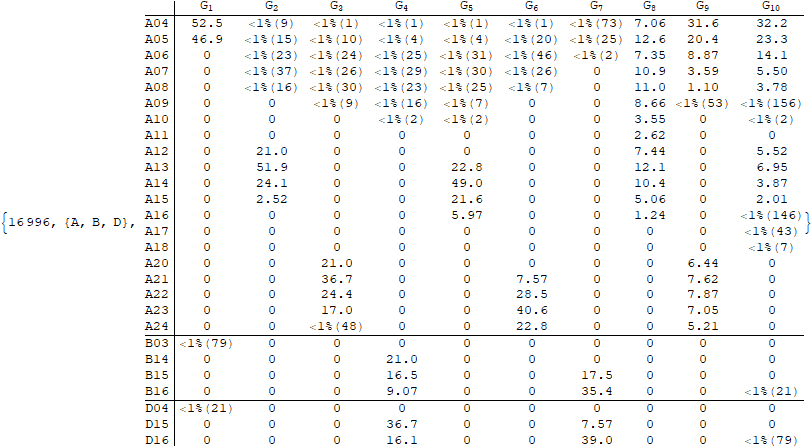 {16 996, {A, B, D},
G1 G2 G3 G4 G5 G6 G7 G8 G9 G10
A04 52.5 <1%(9) <1%(1) <1%(1) <1%(1) <1%(1) <1%(73) 7.06 31.6 32.2
A05 46.9 <1%(15) <1%(10) <1%(4) <1%(4) <1%(20) <1%(25) 12.6 20.4 23.3
A06 0 <1%(23) <1%(24) <1%(25) <1%(31) <1%(46) <1%(2) 7.35 8.87 14.1
A07 0 <1%(37) <1%(26) <1%(29) <1%(30) <1%(26) 0 10.9 3.59 5.50
A08 0 <1%(16) <1%(30) <1%(23) <1%(25) <1%(7) 0 11.0 1.10 3.78
A09 0 0 <1%(9) <1%(16) <1%(7) 0 0 8.66 <1%(53) <1%(156)
A10 0 0 0 <1%(2) <1%(2) 0 0 3.55 0 <1%(2)
A11 0 0 0 0 0 0 0 2.62 0 0
A12 0 21.0 0 0 0 0 0 7.44 0 5.52
A13 0 51.9 0 0 22.8 0 0 12.1 0 6.95
A14 0 24.1 0 0 49.0 0 0 10.4 0 3.87
A15 0 2.52 0 0 21.6 0 0 5.06 0 2.01
A16 0 0 0 0 5.97 0 0 1.24 0 <1%(146)
A17 0 0 0 0 0 0 0 0 0 <1%(43)
A18 0 0 0 0 0 0 0 0 0 <1%(7)
A20 0 0 21.0 0 0 0 0 0 6.44 0
A21 0 0 36.7 0 0 7.57 0 0 7.62 0
A22 0 0 24.4 0 0 28.5 0 0 7.87 0
A23 0 0 17.0 0 0 40.6 0 0 7.05 0
A24 0 0 <1%(48) 0 0 22.8 0 0 5.21 0
B03 <1%(79) 0 0 0 0 0 0 0 0 0
B14 0 0 0 21.0 0 0 0 0 0 0
B15 0 0 0 16.5 0 0 17.5 0 0 0
B16 0 0 0 9.07 0 0 35.4 0 0 <1%(21)
D04 <1%(21) 0 0 0 0 0 0 0 0 0
D15 0 0 0 36.7 0 0 7.57 0 0 0
D16 0 0 0 16.1 0 0 39.0 0 0 <1%(79)
}